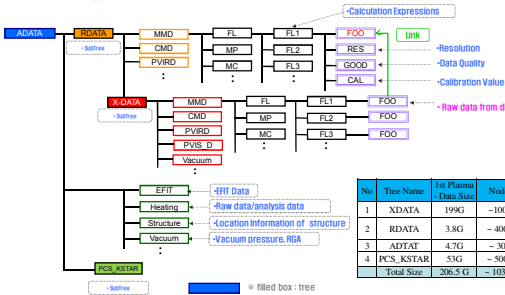 •Calculation Expressions
ADATA
RDATA
MMD
FL
FL1
FOO
Link
• SubTree
CMD
MP
FL2
RES
•Resolution
PVIRD
MC
FL3
GOOD
•Data Quality
:
:
:
CAL
•Calibration Value
X-DATA
MMD
FL
FL1
FOO
• Raw data from d
• SubTree
CMD
MP
FL2
FOO
PVIRD
MC
FL3
FOO
PVIS_D
:
:
Vacuum
:
EFIT
•EFIT Data
Heating
•Raw data/analysis data
Structure
•Location Information of structure
Vacuum
•Vacuum pressure. RGA
:
PCS_KSTAR
• SubTree
※ filled box : tree
No Tree Name 1st Plasma - Data Size Nod
1 XDATA 199G ~100
2 RDATA 3.8G ~ 400
3 ADTAT 4.7G ~ 30
4 PCS_KSTAR 53G ~ 500
Total Size 206.5 G ~ 103